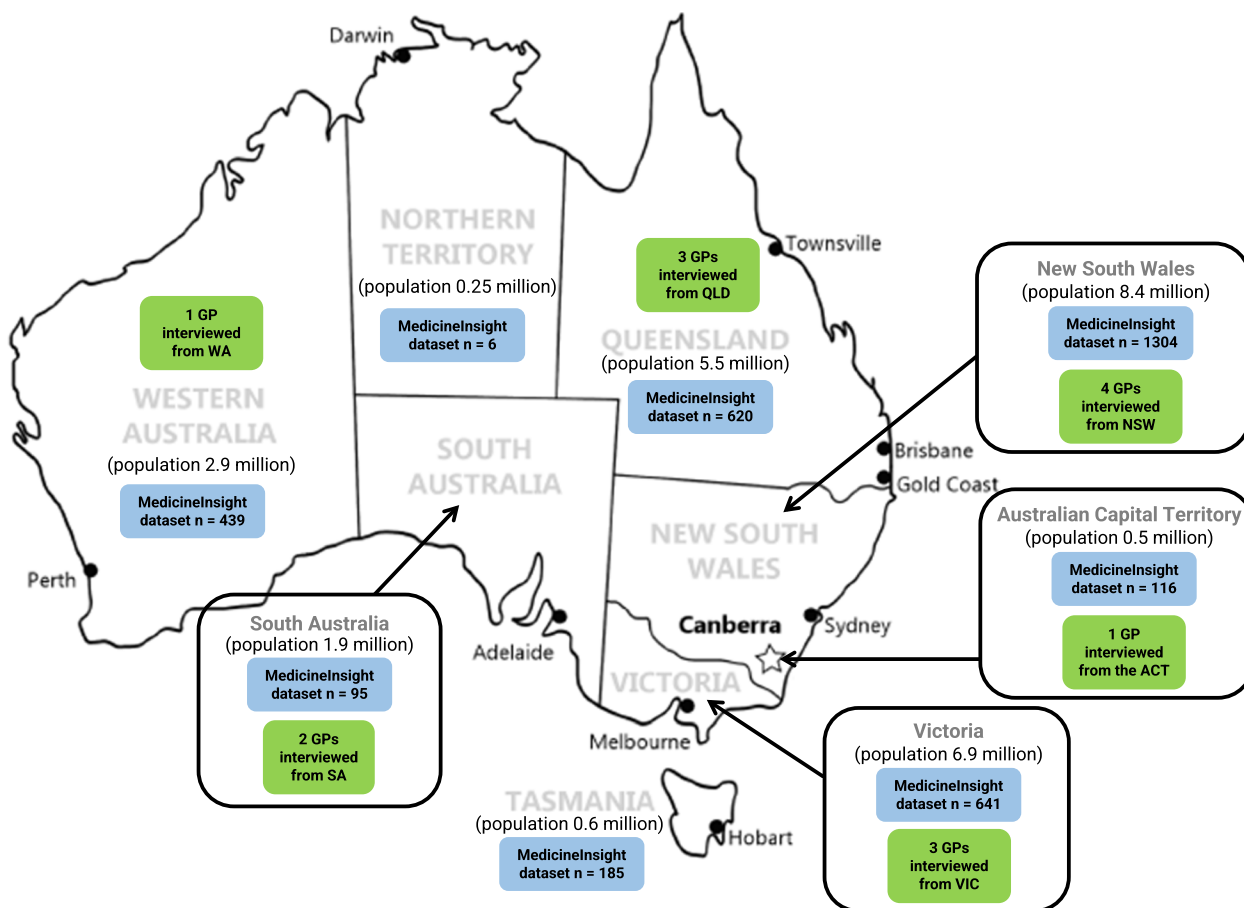 Darwin
NORTHERN
TERRITORY
(population 0.25 million)
MedicineInsight
dataset n = 6
Townsville
3 GPs
interviewed
from QLD
QUEENSLAND
(population 5.5 million)
MedicineInsight
dataset n = 620
1 GP
interviewed
from WA
WESTERN
AUSTRALIA
(population 2.9 million)
MedicineInsight
dataset n = 439
Perth
SOUTH
AUSTRALIA
Brisbane
Gold Coast
New South Wales
(population 8.4 million)
MedicineInsight
dataset n = 1304
4 GPs
interviewed
from NSW
NEW SOUTH
WALES
Australian Capital Territory
(population 0.5 million)
MedicineInsight
dataset n = 116
1 GP
interviewed
from the ACT
Canberra
Sydney
Adelaide
South Australia
(population 1.9 million)
MedicineInsight
dataset n = 95
2 GPs
interviewed
from SA
VICTORIA
Melbourne
Victoria
(population 6.9 million)
MedicineInsight
dataset n = 641
3 GPs
interviewed
from VIC
TASMANIA
(population 0.6 million)
MedicineInsight
dataset n = 185
Hobart